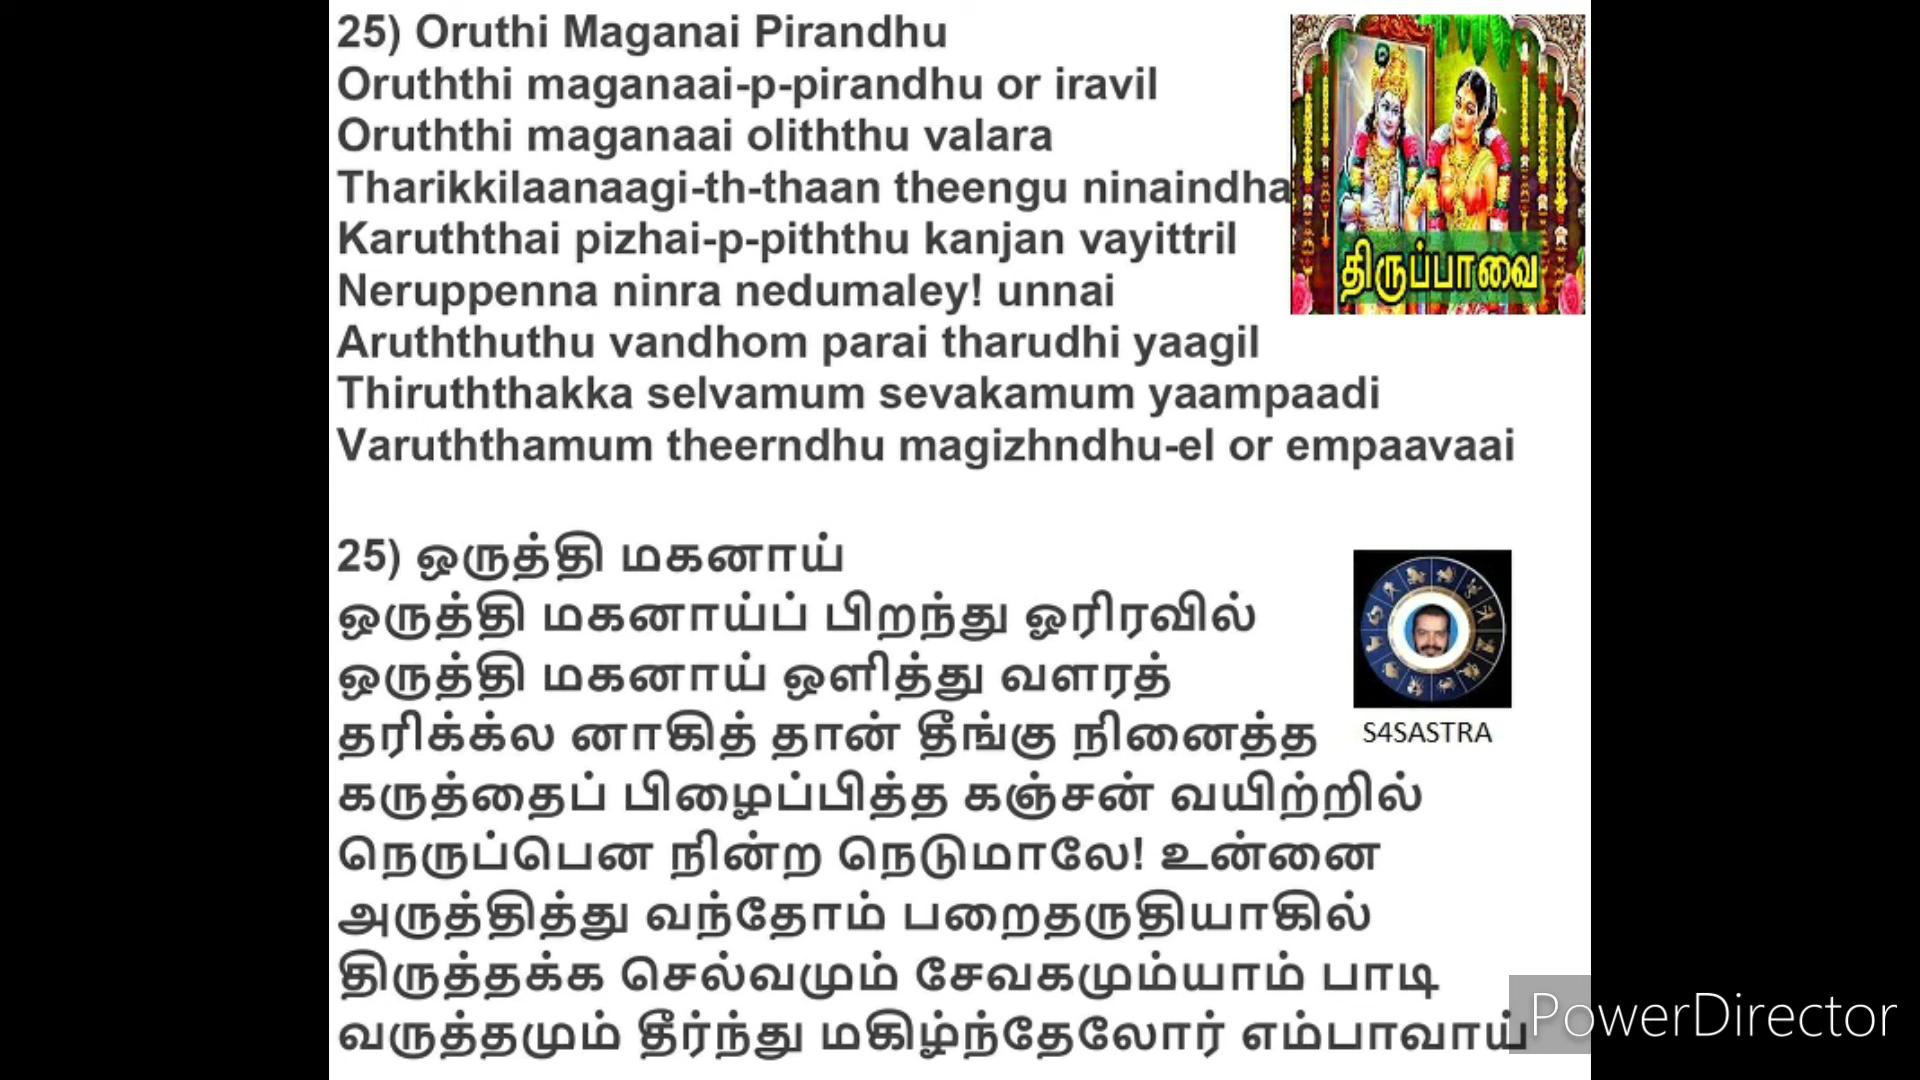 25) Oruthi Maganai Pirandhu
Oruththi maganaai-p-pirandhu or iravil
Oruththi maganaai oliththu valara
Tharikkilaanaagi-th-thaan theengu ninaindha
Karuththai pizhai-p-piththu kanjan vayittril
Neruppenna ninra nedumaley! unnai
Aruththuthu vandhom parai tharudhi yaagil
Thiruththakka selvamum sevakamum yaampaadi
Varuththamum theerndhu magizhndhu-el or empaavaai
திருப்பாவை
25) ஒருத்தி மகனாய்
ஒருத்தி மகனாய்ப் பிறந்து ஓரிரவில்
ஒருத்தி மகனாய் ஒளித்து வளரத்
தரிக்க்ல னாகித் தான் தீங்கு நினைத்த
கருத்தைப் பிழைப்பித்த கஞ்சன் வயிற்றில்
நெருப்பென நின்ற நெடுமாலே! உன்னை
அருத்தித்து வந்தோம் பறைதருதியாகில்
திருத்தக்க செல்வமும் சேவகமும்யாம் பாடி
வருத்தமும் தீர்ந்து மகிழ்ந்தேலோர் எம்பாவாய்
S4SASTRA
PowerDirector